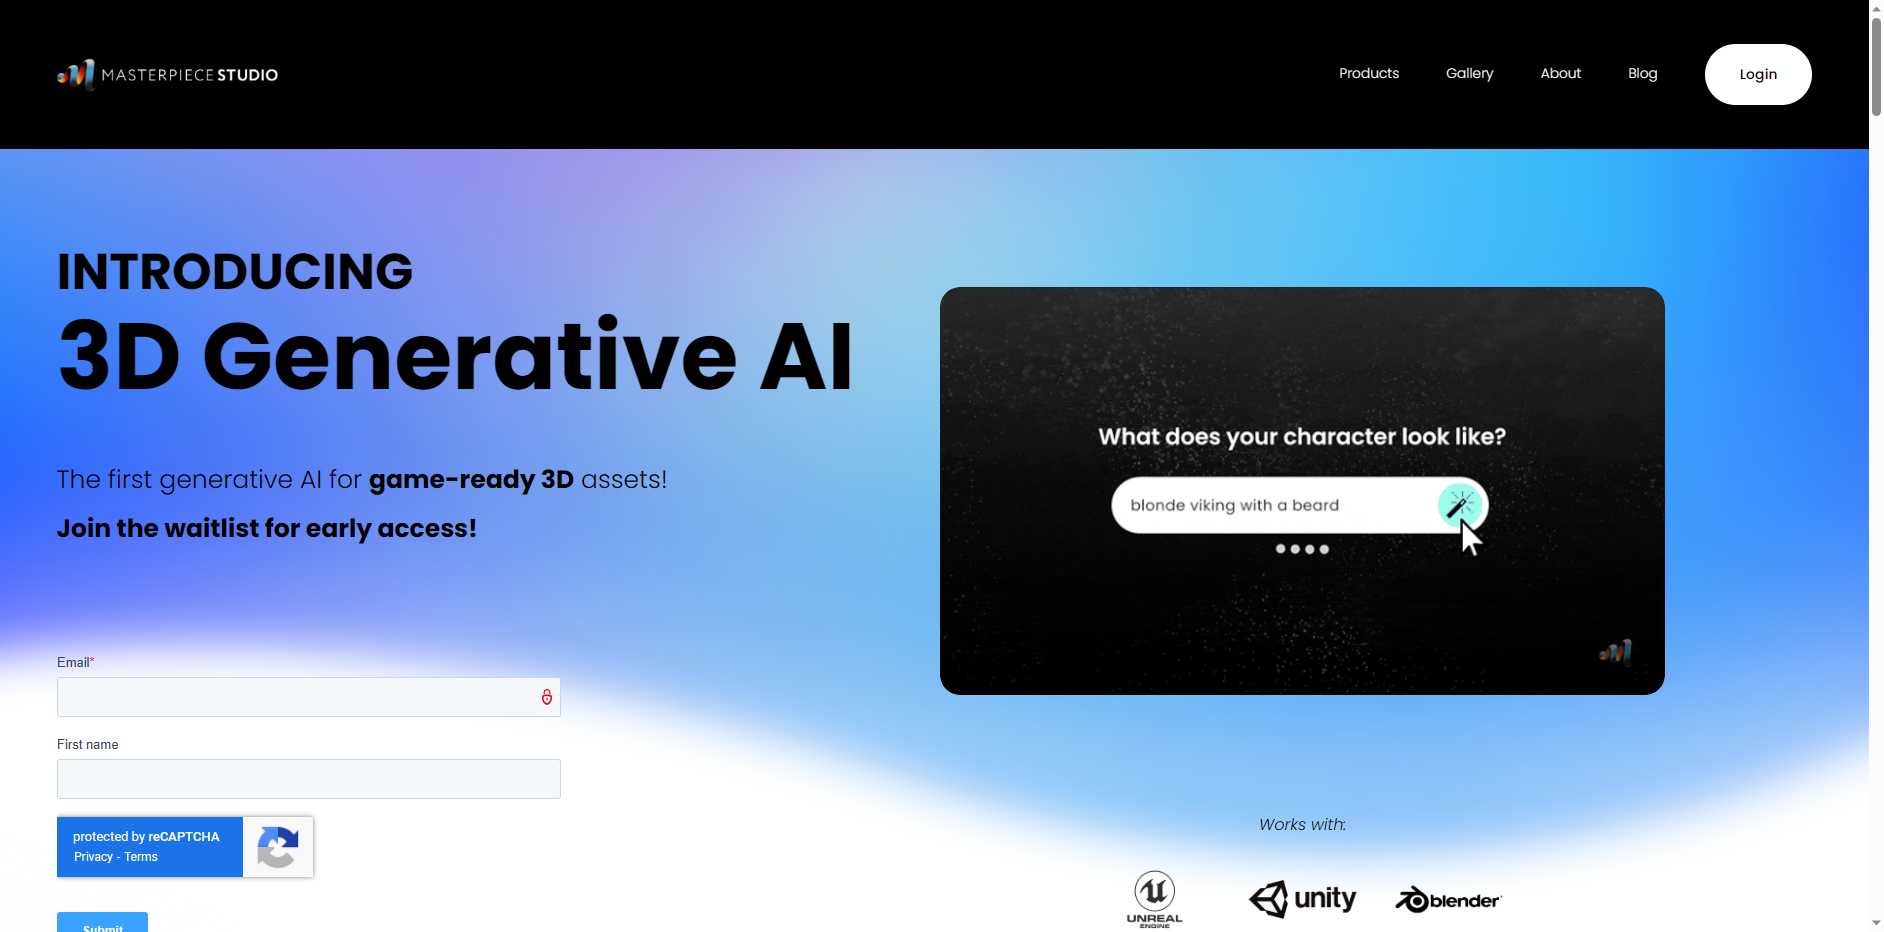 MASTERPIECE STUDIO
Products
Gallery
About
Blog
Login
INTRODUCING
3D Generative AI
The first generative AI for game-ready 3D assets!
Join the waitlist for early access!
What does your character look like?
blonde viking with a beard
Email*
First name
protected by reCAPTCHA
Privacy - Terms
Submit
Works with:
UNREAL
ENGINE
unity
blender